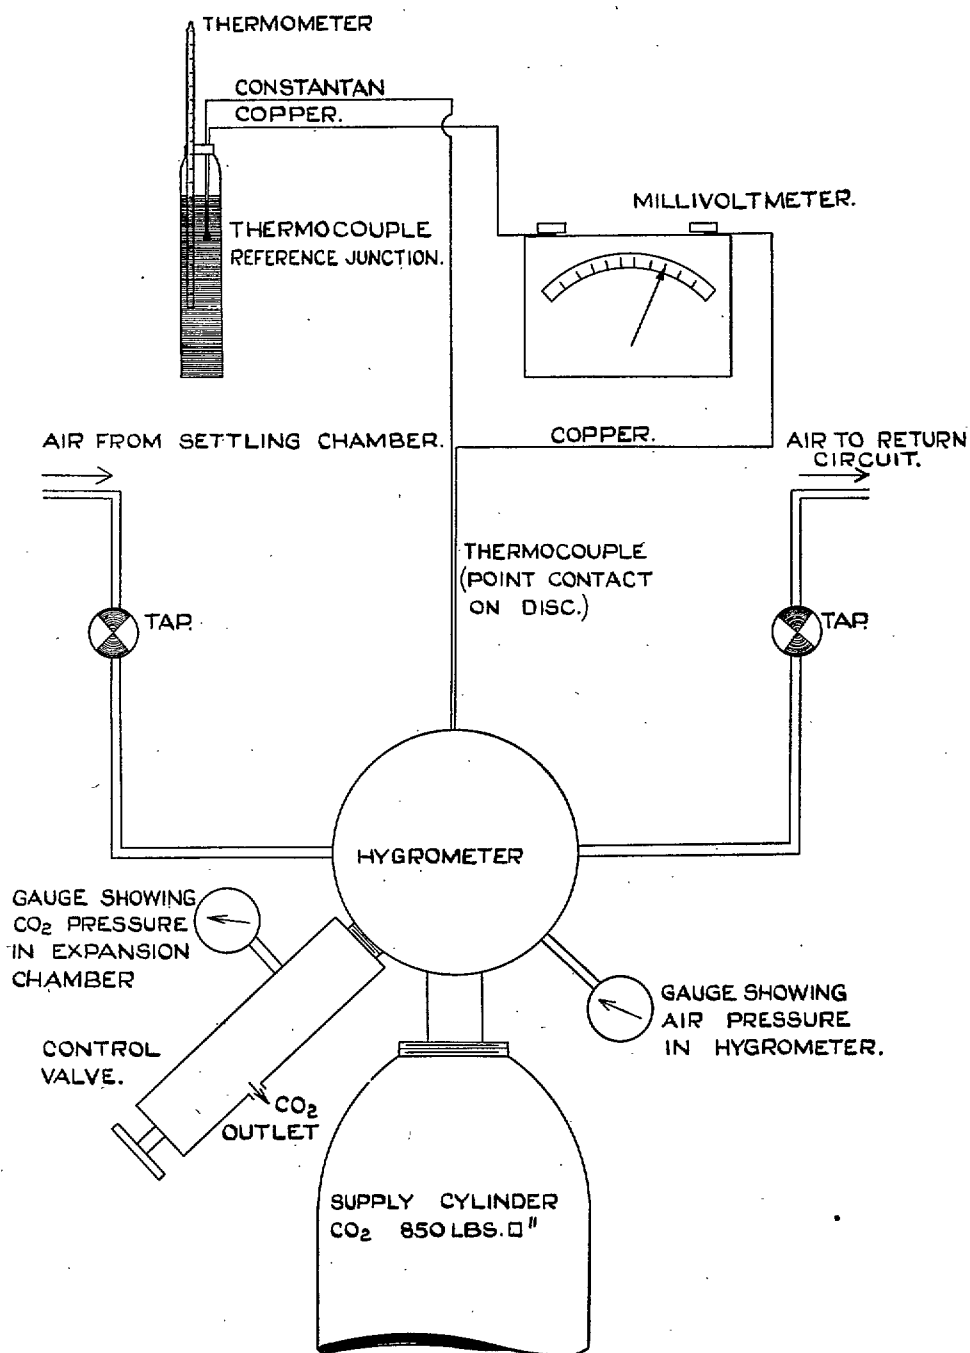 THERMOMETER
CONSTANTAN
COPPER.
MILLIVOLTMETER.
THERMOCOUPLE
REFERENCE JUNCTION.
AIR FROM SETTLING CHAMBER.
COPPER.
AIR TO RETURN
CIRCUIT.
THERMOCOUPLE
(POINT CONTACT
ON DISC.)
TAP.
TAP.
HYGROMETER
GAUGE SHOWING
CO₂ PRESSURE
IN EXPANSION
CHAMBER
GAUGE SHOWING
AIR PRESSURE
IN HYGROMETER.
CONTROL
VALVE.
CO₂
OUTLET
SUPPLY CYLINDER
CO₂ 850 LBS.□"